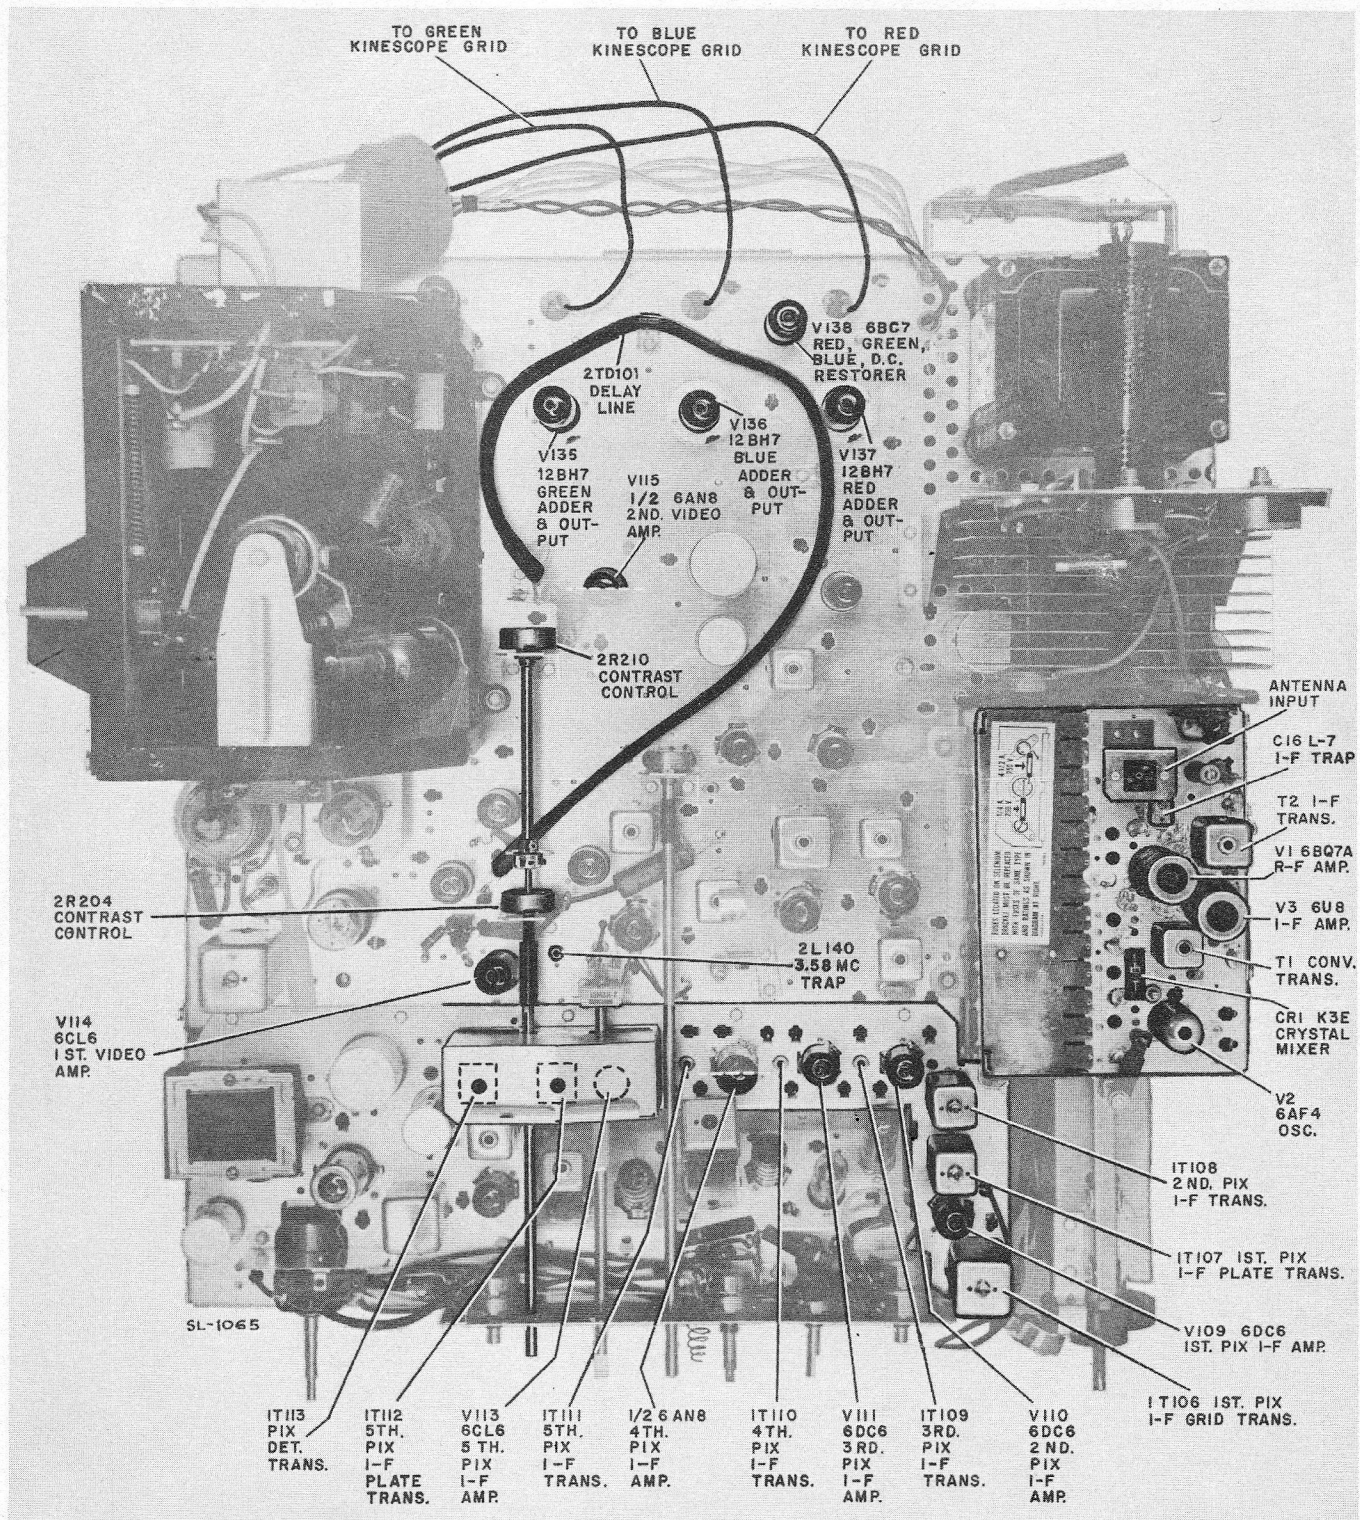 TO GREEN
KINESCOPE GRID
TO BLUE
KINESCOPE GRID
TO RED
KINESCOPE GRID
V138 6BC7
RED, GREEN,
BLUE, D.C.
RESTORER
2TD101
DELAY
LINE
V135
12BH7
GREEN
ADDER
& OUT-
PUT
V115
1/2 6AN8
2ND. VIDEO
AMP.
V136
12BH7
BLUE
ADDER
& OUT-
PUT
V137
12BH7
RED
ADDER
& OUT-
PUT
2R210
CONTRAST
CONTROL
ANTENNA
INPUT
C16 L-7
I-F TRAP
T2 I-F
TRANS.
V1 6BQ7A
R-F AMP.
V3 6U8
I-F AMP.
T1 CONV.
TRANS.
CR1 K3E
CRYSTAL
MIXER
V2
6AF4
OSC.
2R204
CONTRAST
CONTROL
2L140
3.58 MC
TRAP
V114
6CL6
1ST. VIDEO
AMP.
1T108
2ND. PIX
I-F TRANS.
1T107 1ST. PIX
I-F PLATE TRANS.
V109 6DC6
1ST. PIX I-F AMP.
1T106 1ST. PIX
I-F GRID TRANS.
SL-1065
1T113
PIX
DET.
TRANS.
1T112
5TH.
PIX
I-F
PLATE
TRANS.
V113
6CL6
5TH.
PIX
I-F
AMP.
1T111
5TH.
PIX
I-F
TRANS.
1/2 6AN8
4TH.
PIX
I-F
AMP.
1T110
4TH.
PIX
I-F
TRANS.
V111
6DC6
3RD.
PIX
I-F
AMP.
1T109
3RD.
PIX
I-F
TRANS.
V110
6DC6
2ND.
PIX
I-F
AMP.